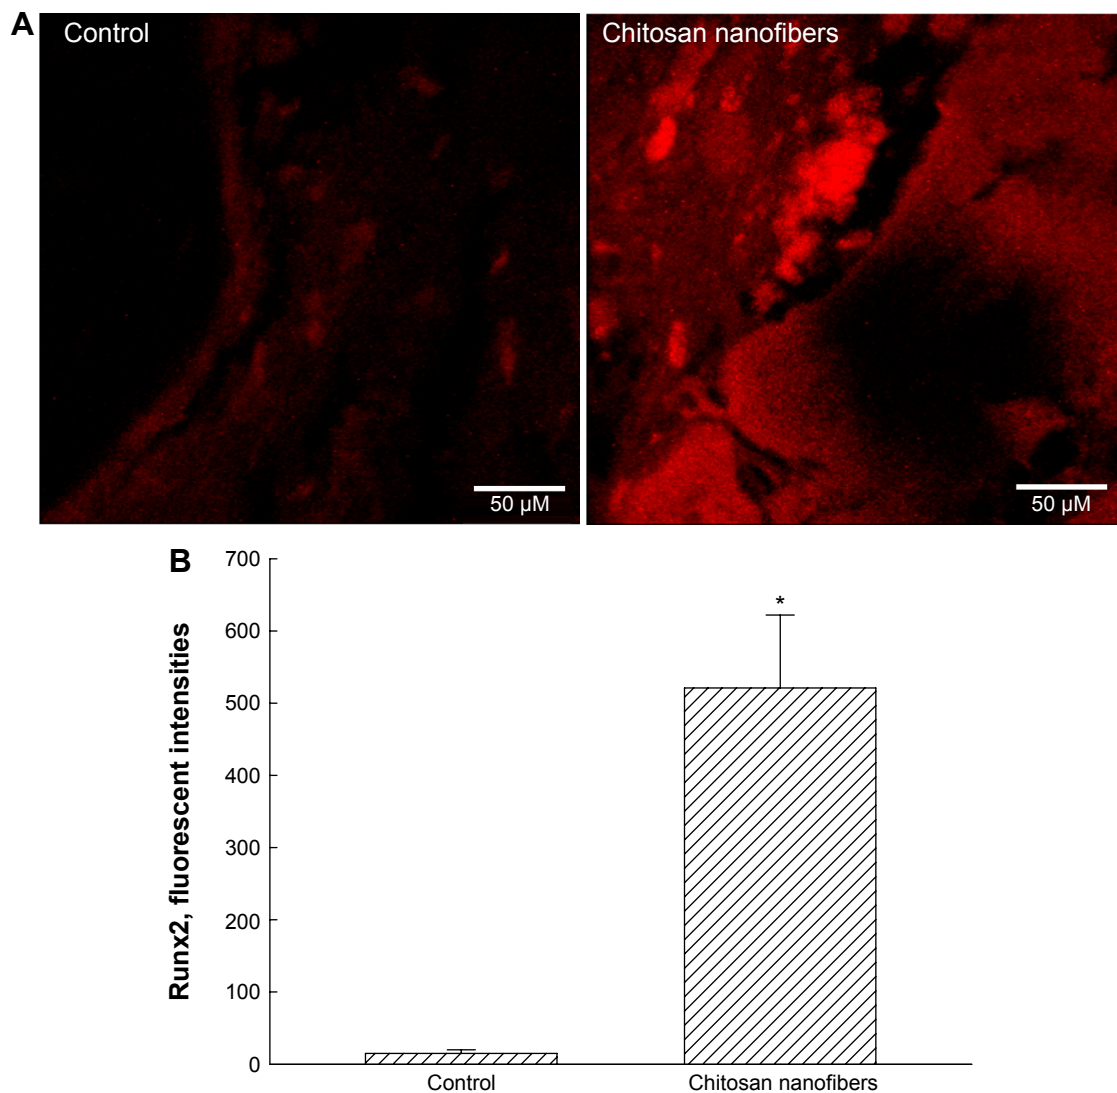 A
Control
Chitosan nanofibers
50 µM
50 µM
B
Runx2, fluorescent intensities
700
600
500
400
300
200
100
0
*
Control
Chitosan nanofibers